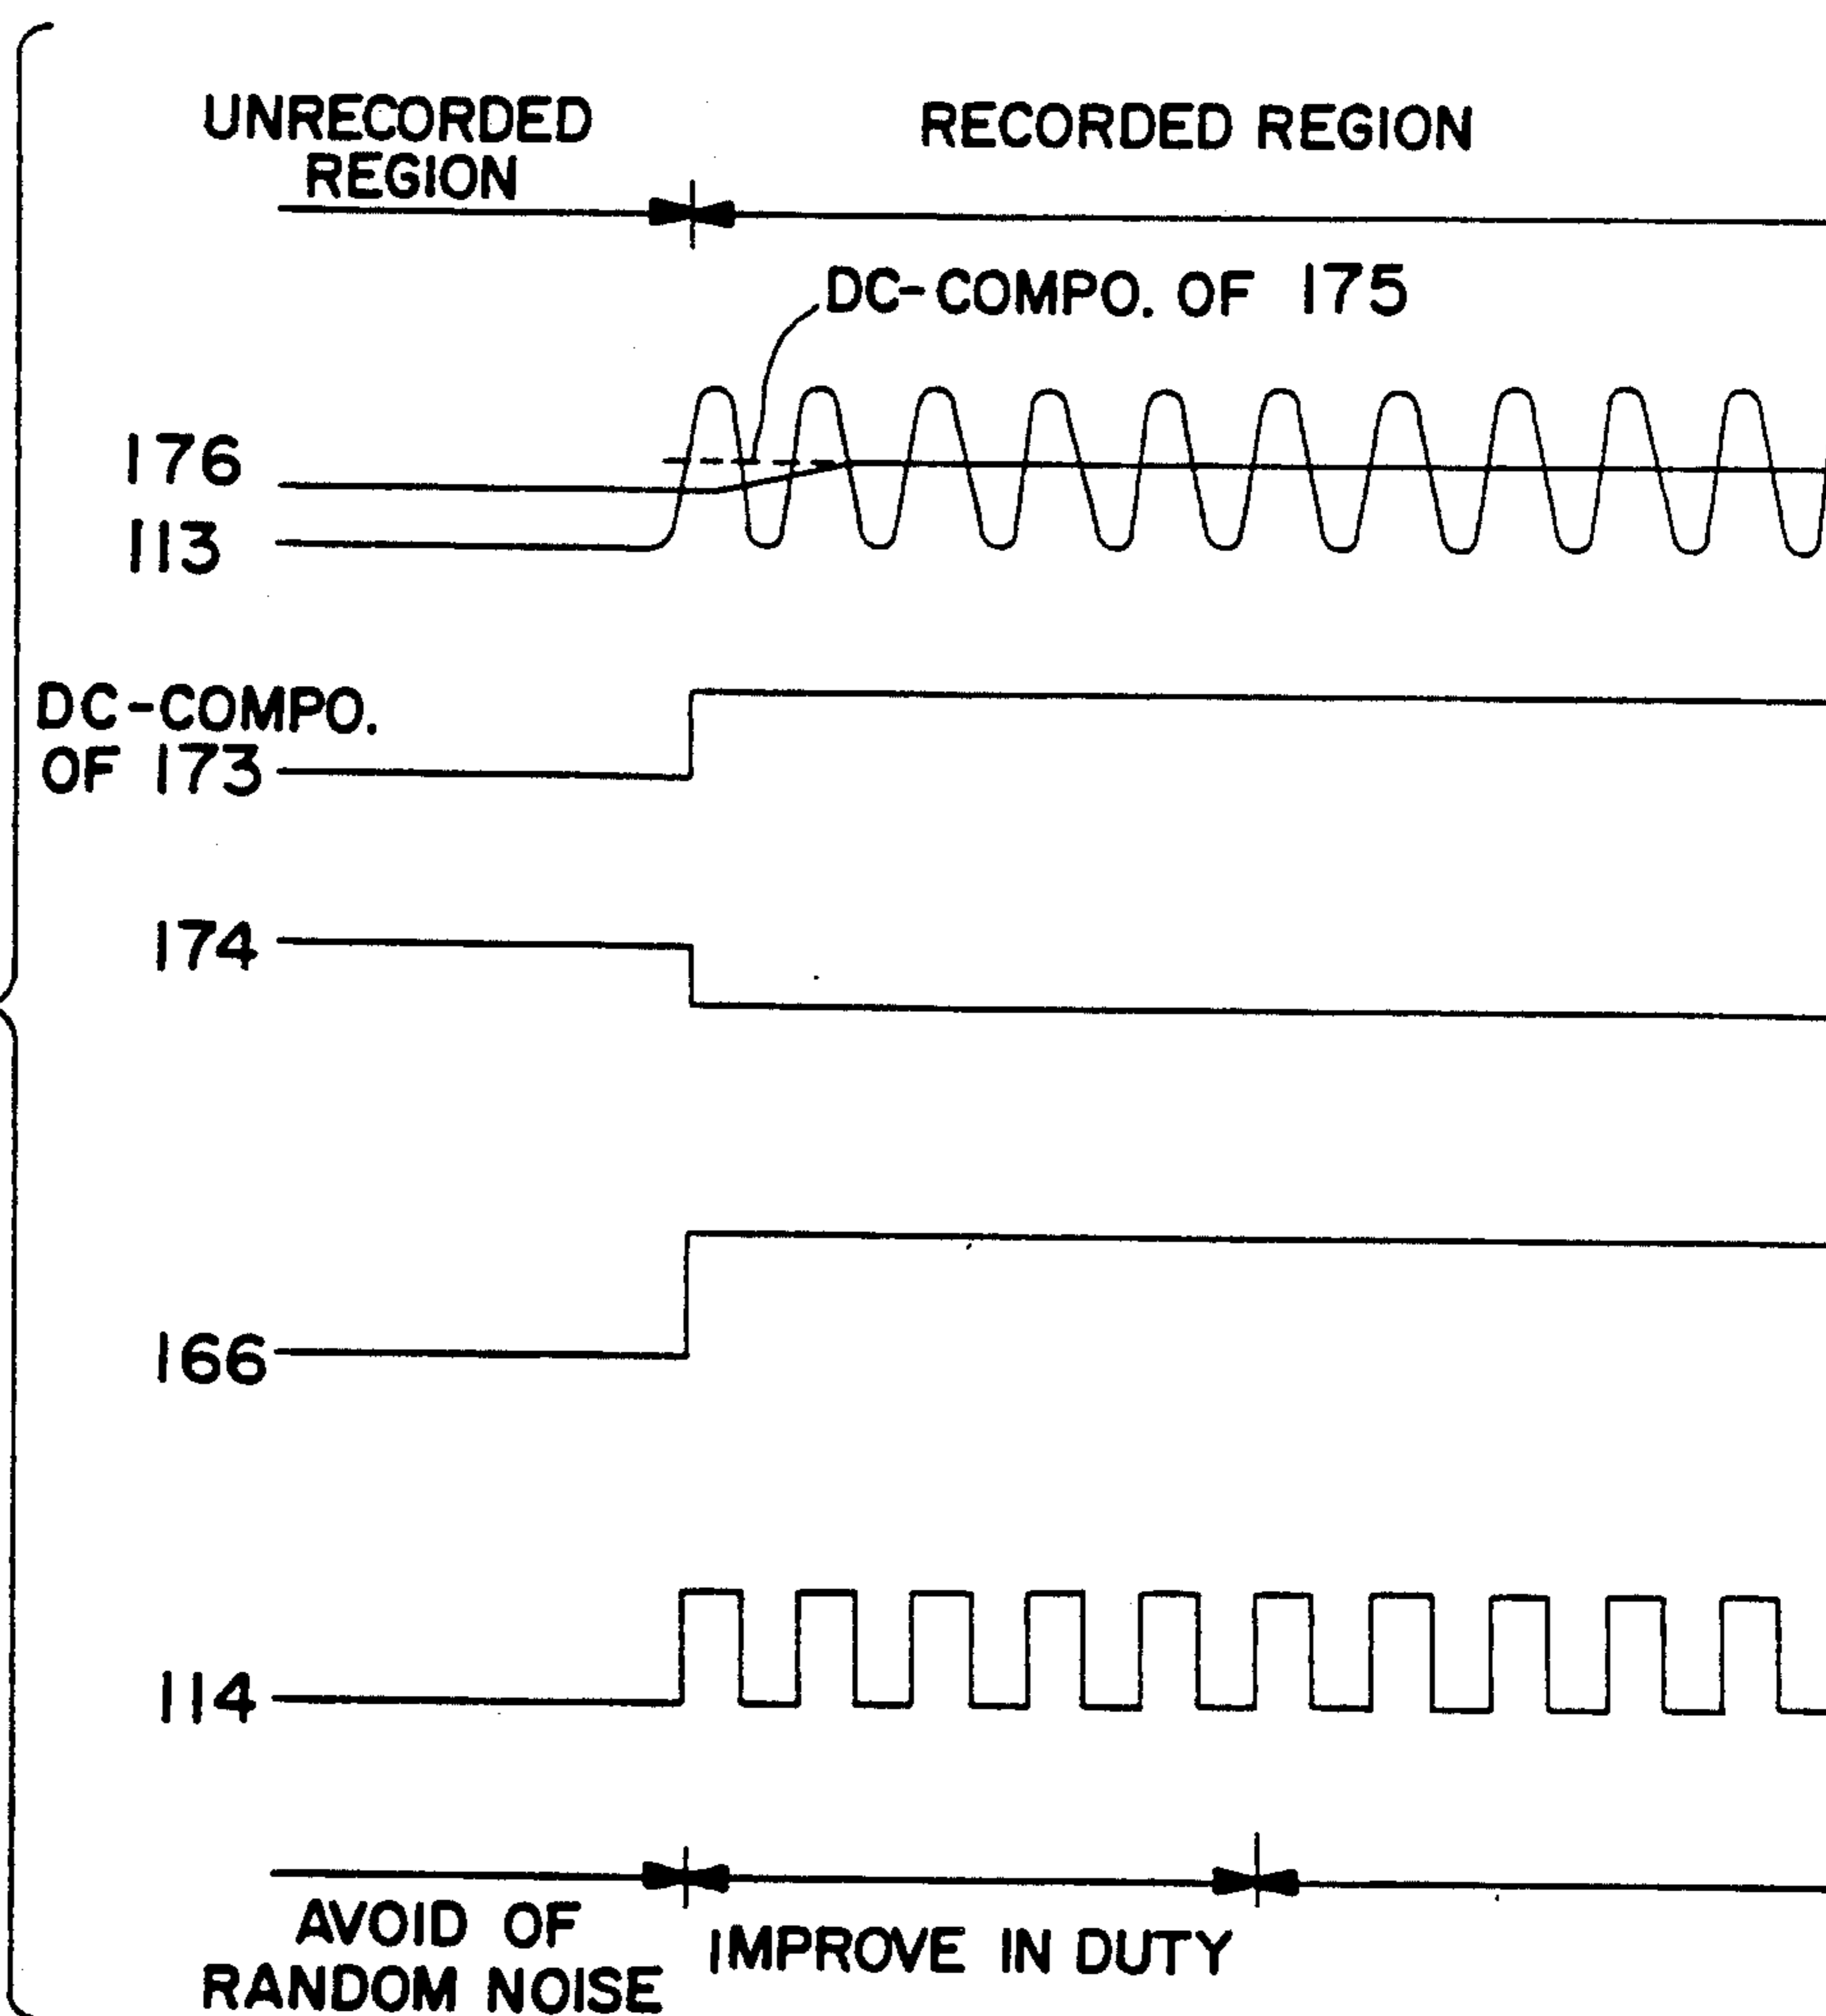 UNRECORDED
REGION
RECORDED REGION
DC-COMPO. OF 175
176
113
DC-COMPO.
OF 173
174
166
114
AVOID OF
RANDOM NOISE
IMPROVE IN DUTY